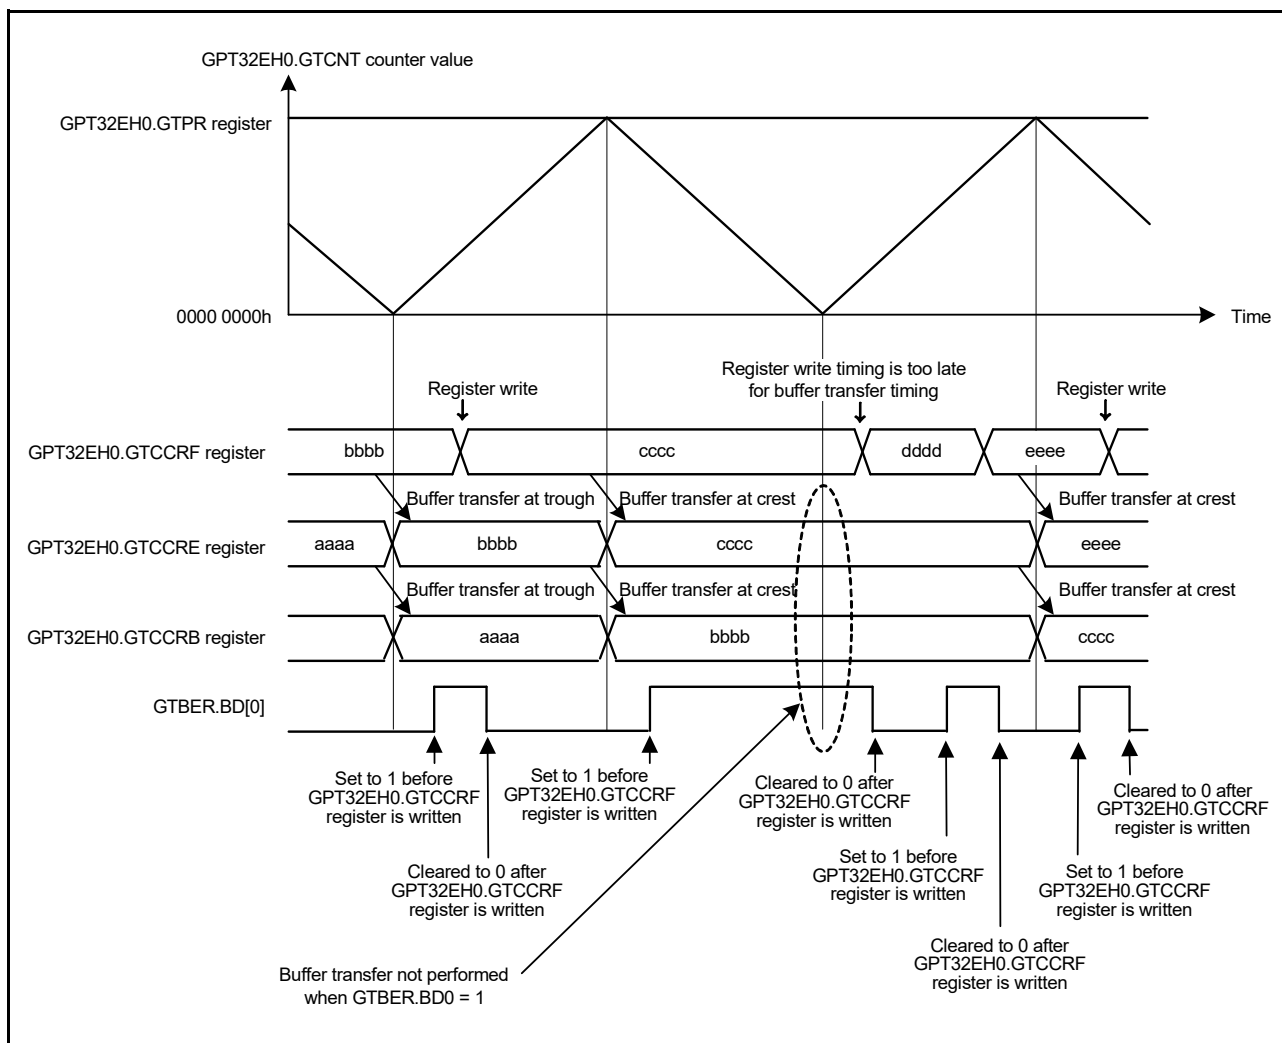 GPT32EH0.GTCNT counter value
GPT32EH0.GTPR register
0000 0000h
Time
Register write
Register write timing is too late
for buffer transfer timing
Register write
GPT32EH0.GTCCRF register
bbbb
cccc
dddd
eeee
Buffer transfer at trough
Buffer transfer at crest
Buffer transfer at crest
GPT32EH0.GTCCRE register
aaaa
bbbb
cccc
eeee
Buffer transfer at trough
Buffer transfer at crest
Buffer transfer at crest
GPT32EH0.GTCCRB register
aaaa
bbbb
cccc
GTBER.BD[0]
Set to 1 before
GPT32EH0.GTCCRF
register is written
Cleared to 0 after
GPT32EH0.GTCCRF
register is written
Set to 1 before
GPT32EH0.GTCCRF
register is written
Cleared to 0 after
GPT32EH0.GTCCRF
register is written
Set to 1 before
GPT32EH0.GTCCRF
register is written
Cleared to 0 after
GPT32EH0.GTCCRF
register is written
Set to 1 before
GPT32EH0.GTCCRF
register is written
Cleared to 0 after
GPT32EH0.GTCCRF
register is written
Buffer transfer not performed
when GTBER.BD0 = 1